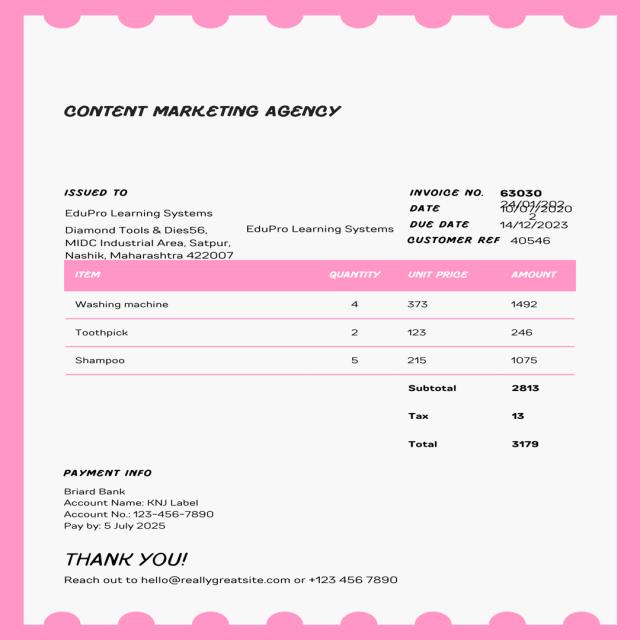 CONTENT MARKETING AGENCY
ISSUED TO
EduPro Learning Systems
Diamond Tools & Dies56,
MIDC Industrial Area, Satpur,
Nashik, Maharashtra 422007
EduPro Learning Systems
INVOICE NO. 63030
24/01/202
2
DATE 10/07/2020
DUE DATE 14/12/2023
CUSTOMER REF 40546
ITEM QUANTITY UNIT PRICE AMOUNT
Washing machine 4 373 1492
Toothpick 2 123 246
Shampoo 5 215 1075
Subtotal 2813
Tax 13
Total 3179
PAYMENT INFO
Briard Bank
Account Name: KNJ Label
Account No.: 123-456-7890
Pay by: 5 July 2025
THANK YOU!
Reach out to hello@reallygreatsite.com or +123 456 7890